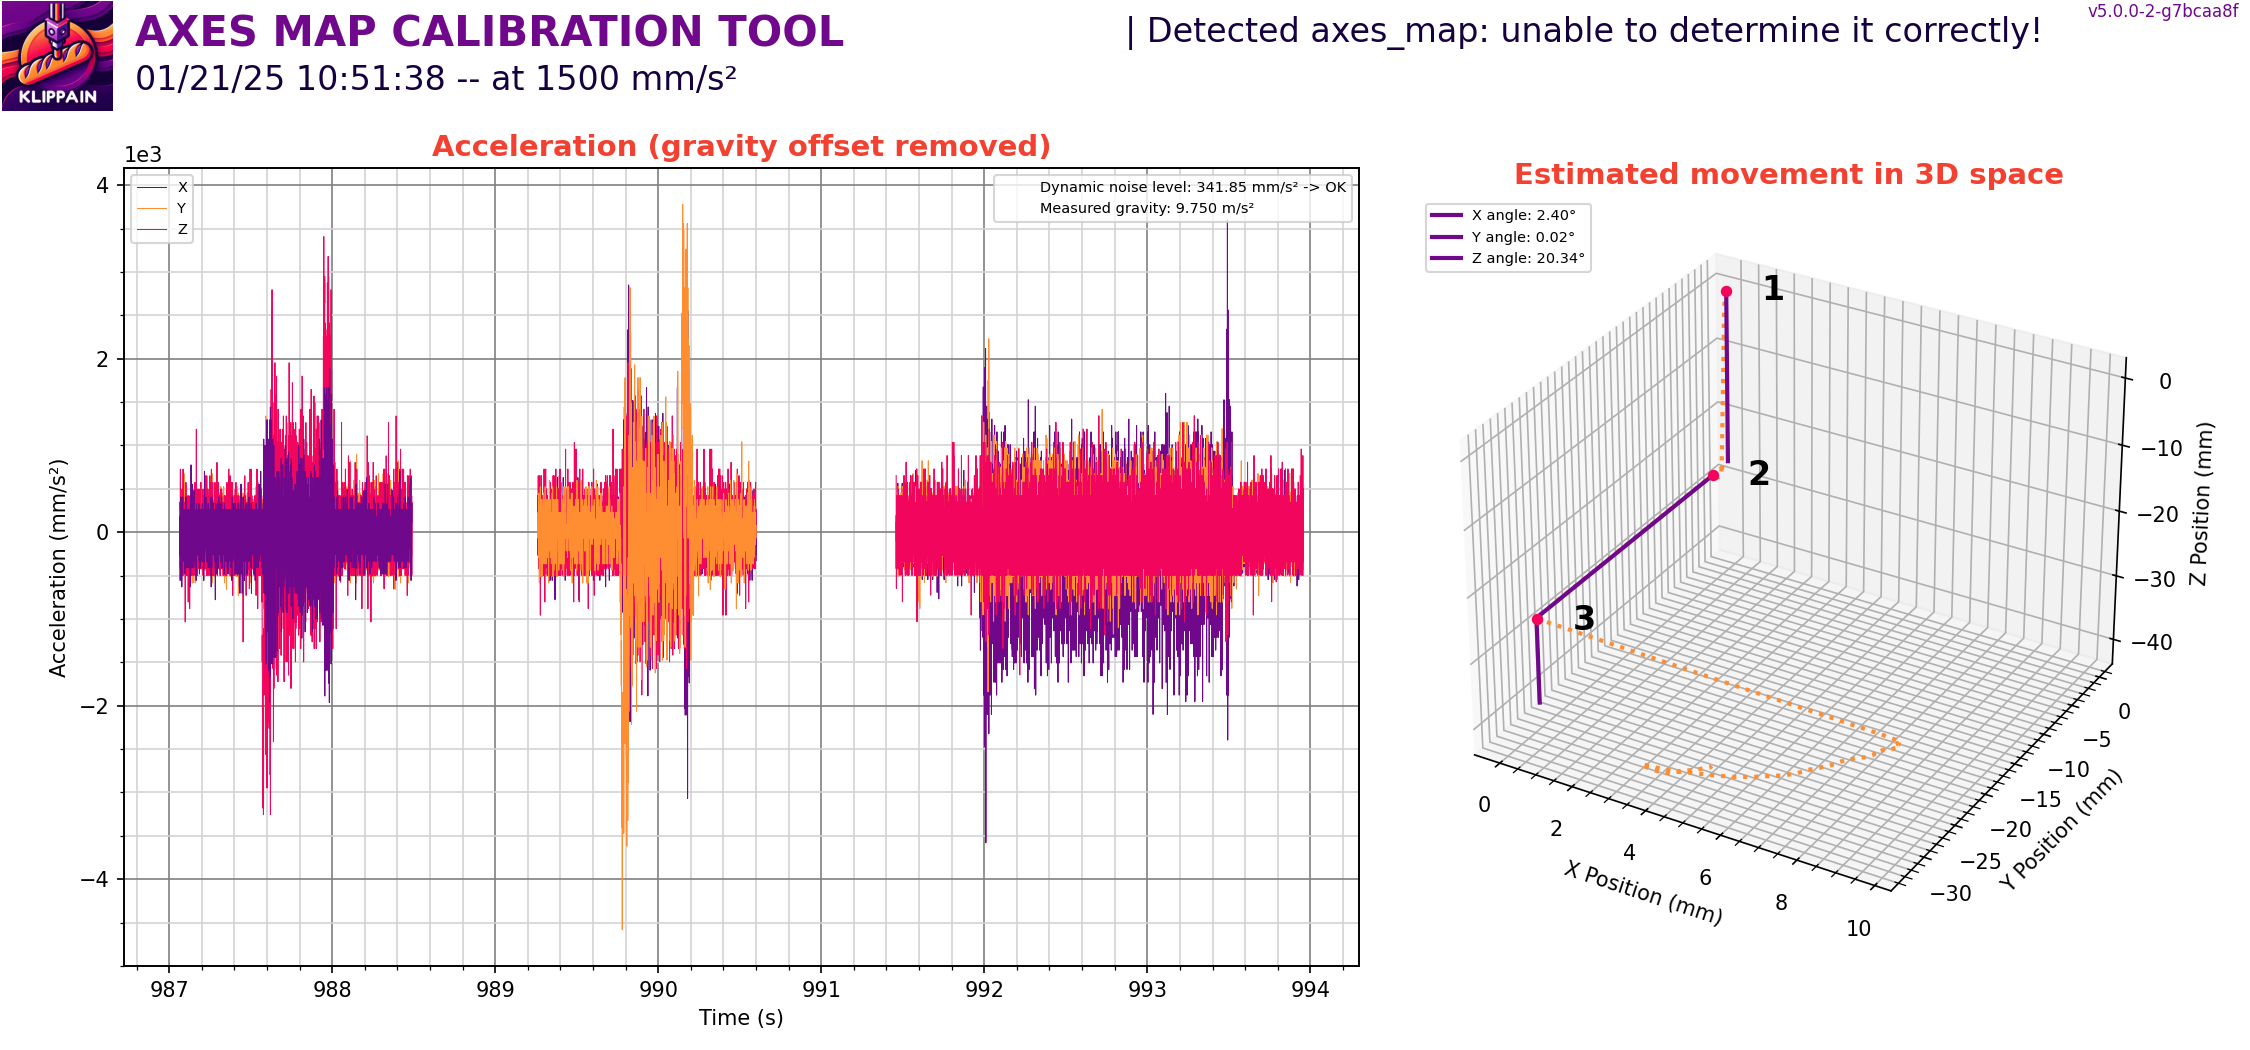 KLIPPAIN
AXES MAP CALIBRATION TOOL
01/21/25 10:51:38 -- at 1500 mm/s²
| Detected axes_map: unable to determine it correctly!
v5.0.0-2-g7bcaa8f
Acceleration (gravity offset removed)
1e3
X
Y
Z
Dynamic noise level: 341.85 mm/s² -> OK
Measured gravity: 9.750 m/s²
4
2
0
−2
−4
Acceleration (mm/s²)
987 988 989 990 991 992 993 994
Time (s)
Estimated movement in 3D space
X angle: 2.40°
Y angle: 0.02°
Z angle: 20.34°
1
2
3
0
−10
−20
−30
−40
Z Position (mm)
0
−5
−10
−15
−20
−25
−30
Y Position (mm)
0
2
4
6
8
10
X Position (mm)